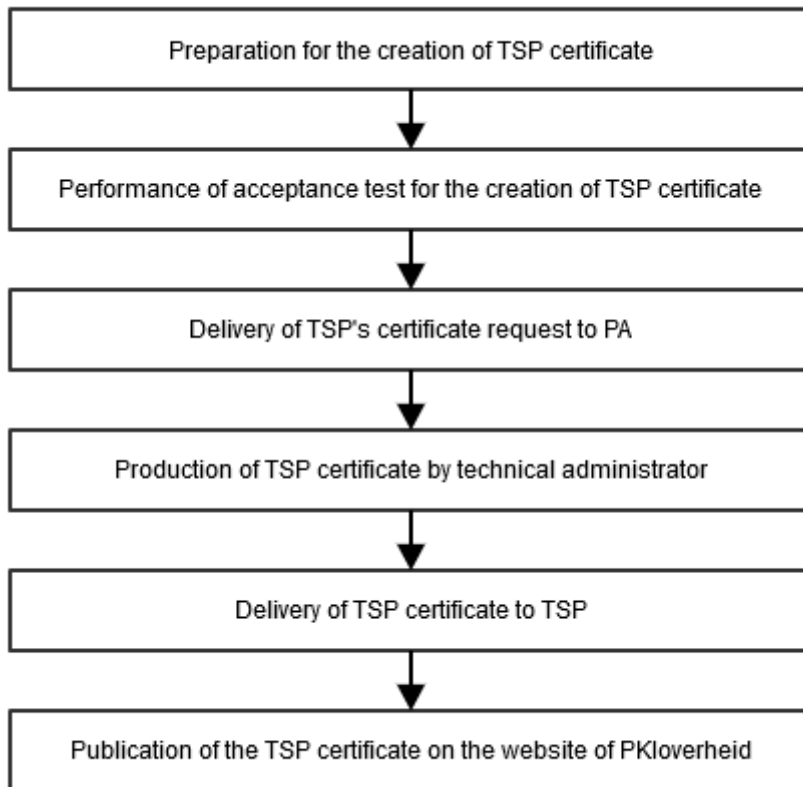 Preparation for the creation of TSP certificate
Performance of acceptance test for the creation of TSP certificate
Delivery of TSP's certificate request to PA
Production of TSP certificate by technical administrator
Delivery of TSP certificate to TSP
Publication of the TSP certificate on the website of PKIoverheid